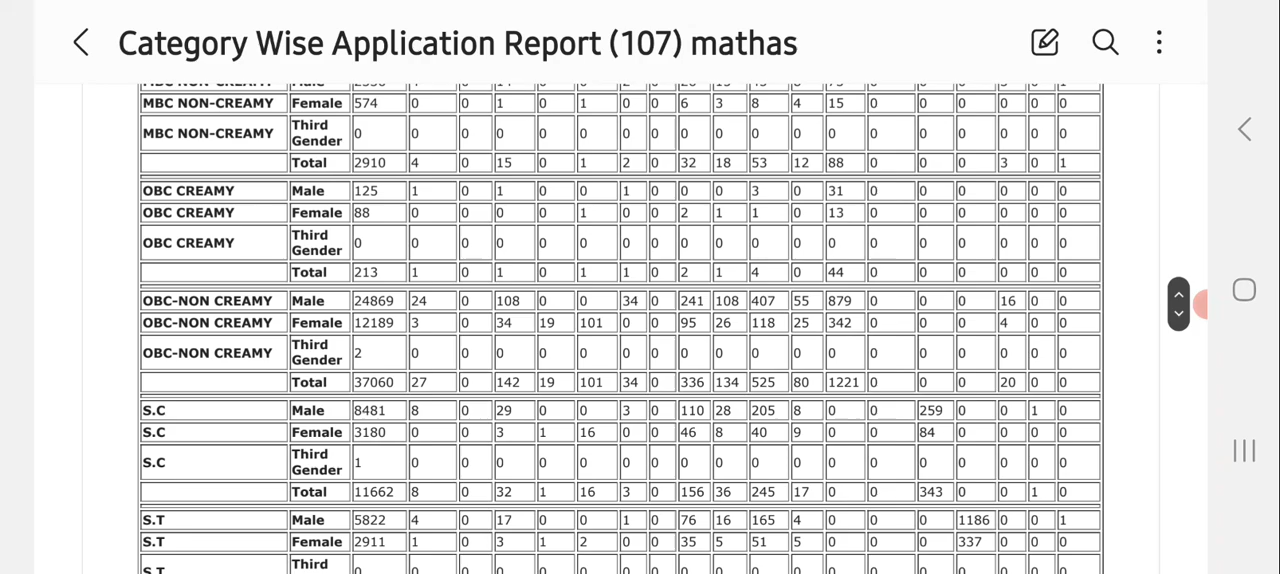 Category Wise Application Report (107) mathas
MBC NON-CREAMY Female 574 0 0 1 0 1 0 0 6 3 8 4 15 0 0 0 0 0 0
MBC NON-CREAMY Third Gender 0 0 0 0 0 0 0 0 0 0 0 0 0 0 0 0 0 0 0
Total 2910 4 0 15 0 1 2 0 32 18 53 12 88 0 0 0 3 0 1
OBC CREAMY Male 125 1 0 1 0 0 1 0 0 0 3 0 31 0 0 0 0 0 0
OBC CREAMY Female 88 0 0 0 0 1 0 0 2 1 1 0 13 0 0 0 0 0 0
OBC CREAMY Third Gender 0 0 0 0 0 0 0 0 0 0 0 0 0 0 0 0 0 0 0
Total 213 1 0 1 0 1 1 0 2 1 4 0 44 0 0 0 0 0 0
OBC-NON CREAMY Male 24869 24 0 108 0 0 34 0 241 108 407 55 879 0 0 0 16 0 0
OBC-NON CREAMY Female 12189 3 0 34 19 101 0 0 95 26 118 25 342 0 0 0 4 0 0
OBC-NON CREAMY Third Gender 2 0 0 0 0 0 0 0 0 0 0 0 0 0 0 0 0 0 0
Total 37060 27 0 142 19 101 34 0 336 134 525 80 1221 0 0 0 20 0 0
S.C Male 8481 8 0 29 0 0 3 0 110 28 205 8 0 0 259 0 0 1 0
S.C Female 3180 0 0 3 1 16 0 0 46 8 40 9 0 0 84 0 0 0 0
S.C Third Gender 1 0 0 0 0 0 0 0 0 0 0 0 0 0 0 0 0 0 0
Total 11662 8 0 32 1 16 3 0 156 36 245 17 0 0 343 0 0 1 0
S.T Male 5822 4 0 17 0 0 1 0 76 16 165 4 0 0 0 1186 0 0 1
S.T Female 2911 1 0 3 1 2 0 0 35 5 51 5 0 0 0 337 0 0 0
Third